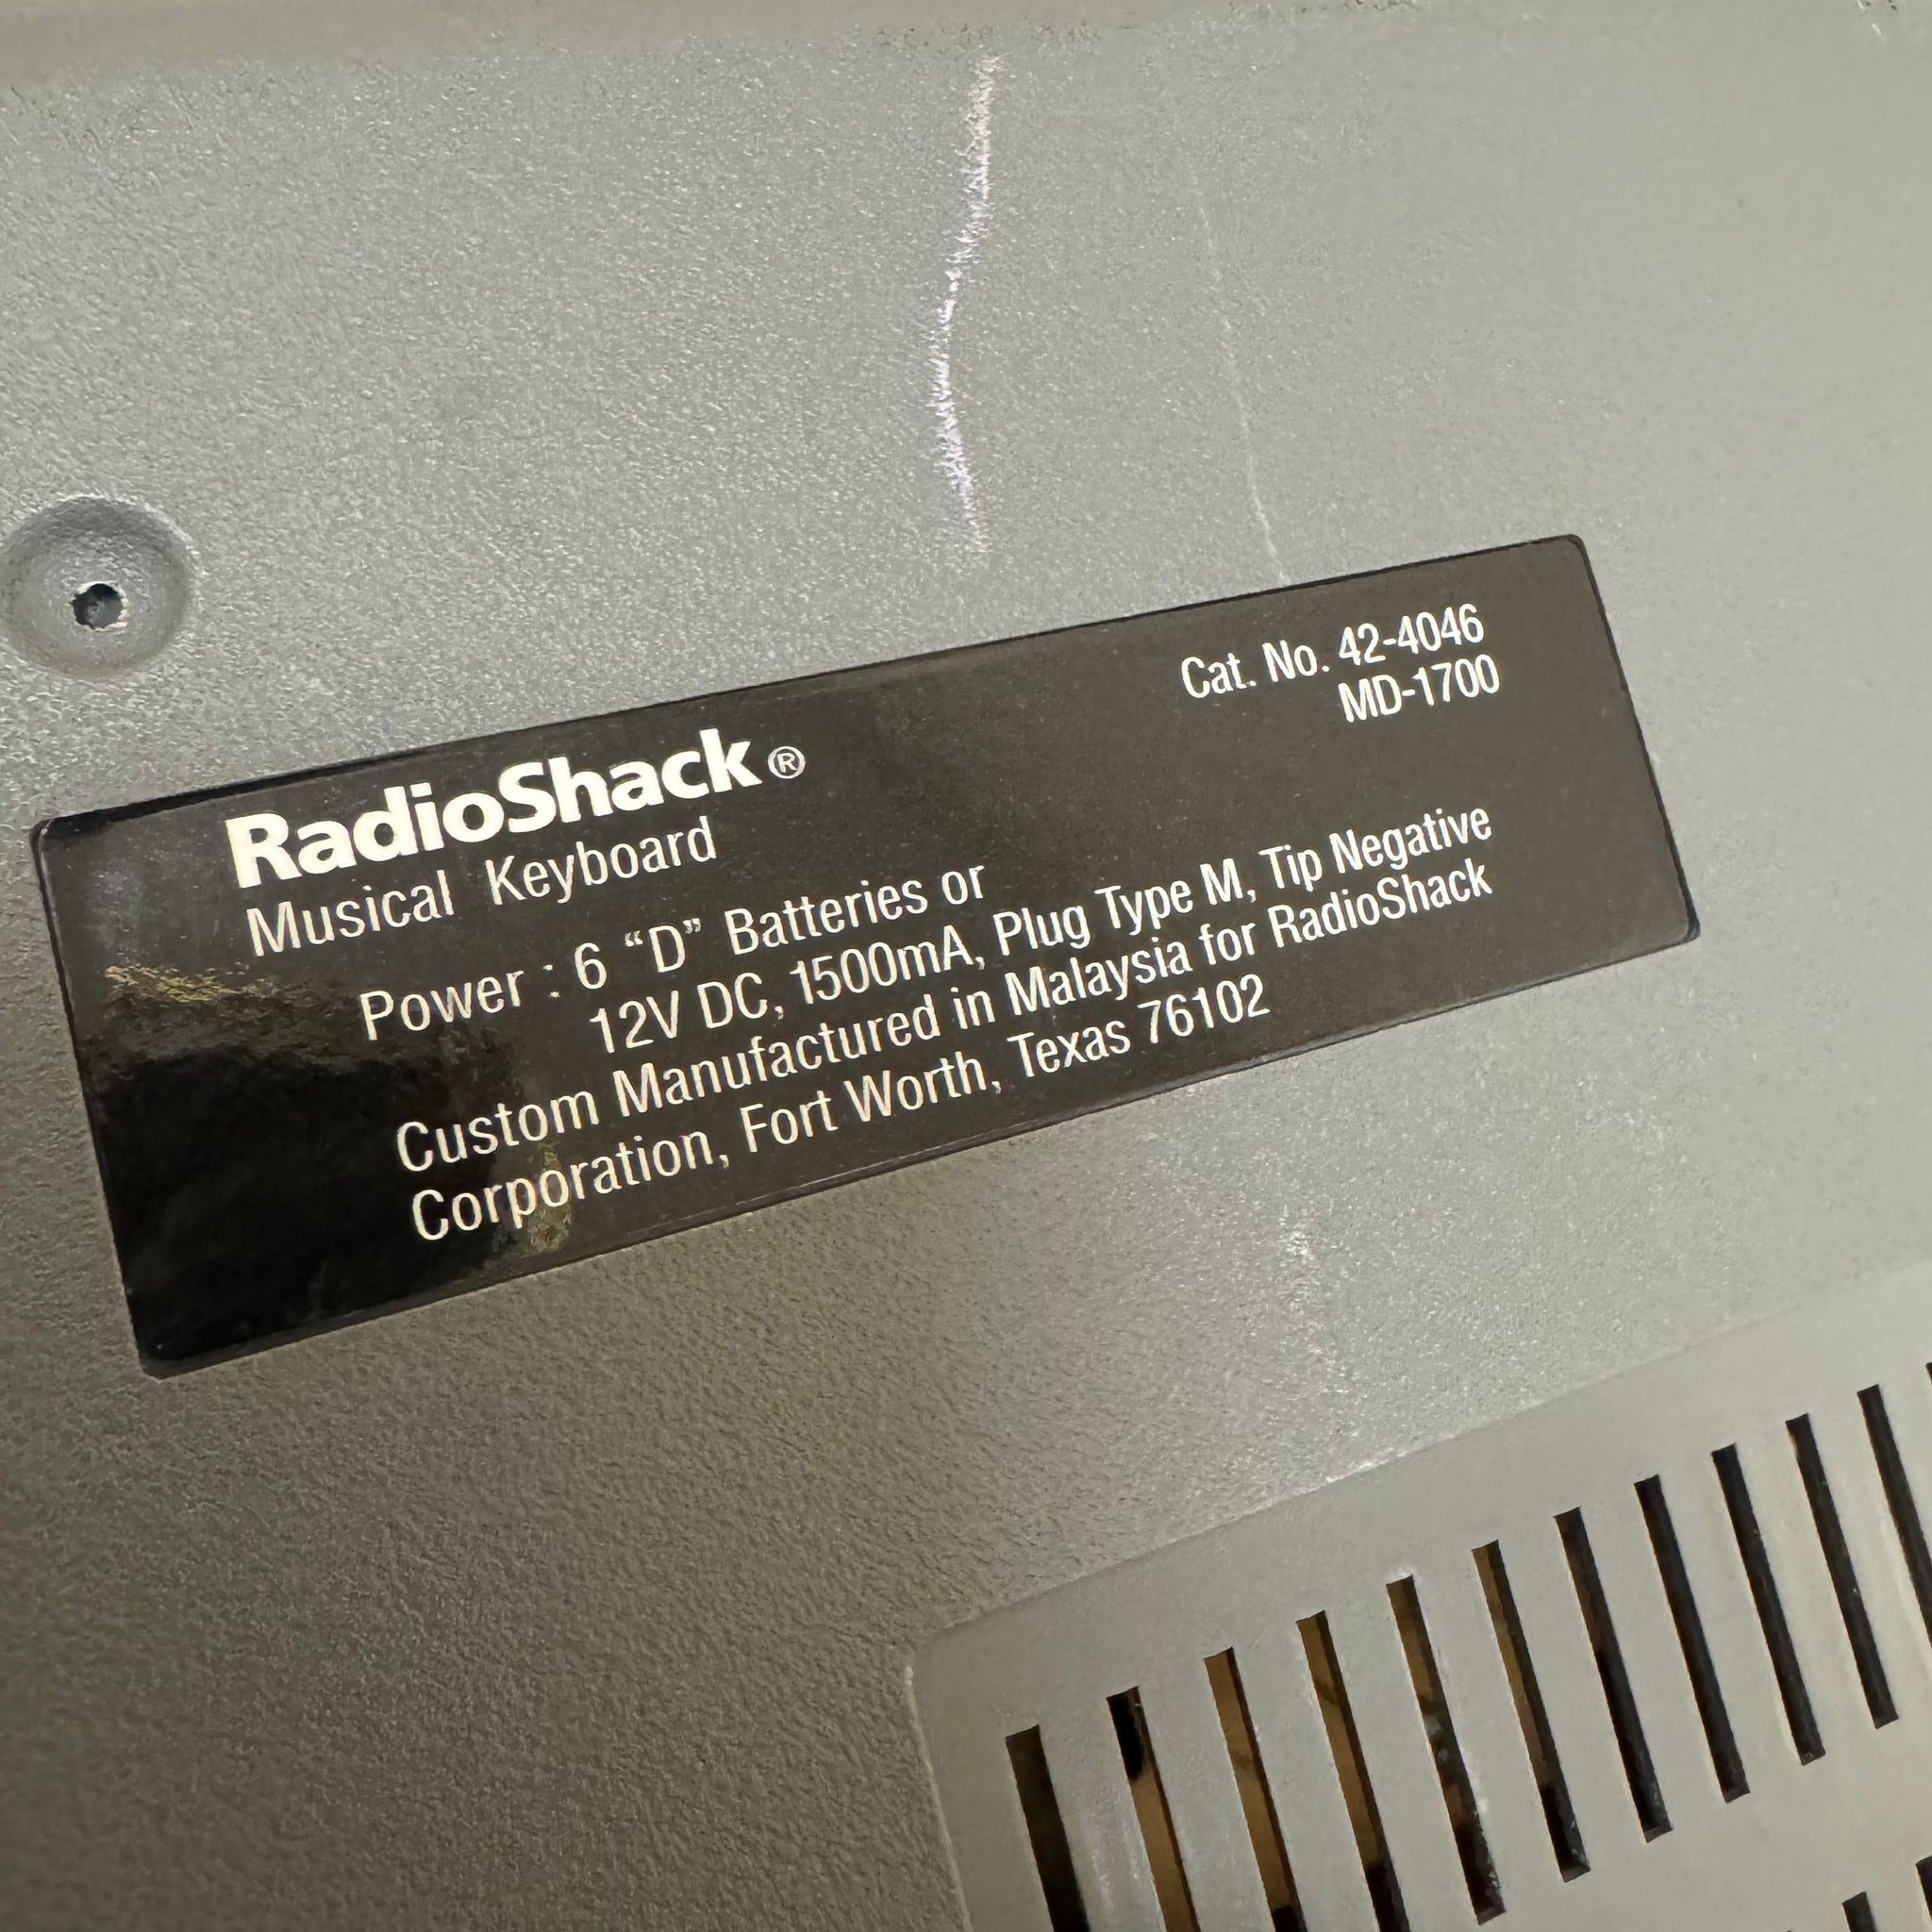 Cat. No. 42-4046
MD-1700
RadioShack®
Musical Keyboard
Power : 6 “D” Batteries or
12V DC, 1500mA, Plug Type M, Tip Negative
Custom Manufactured in Malaysia for RadioShack
Corporation, Fort Worth, Texas 76102